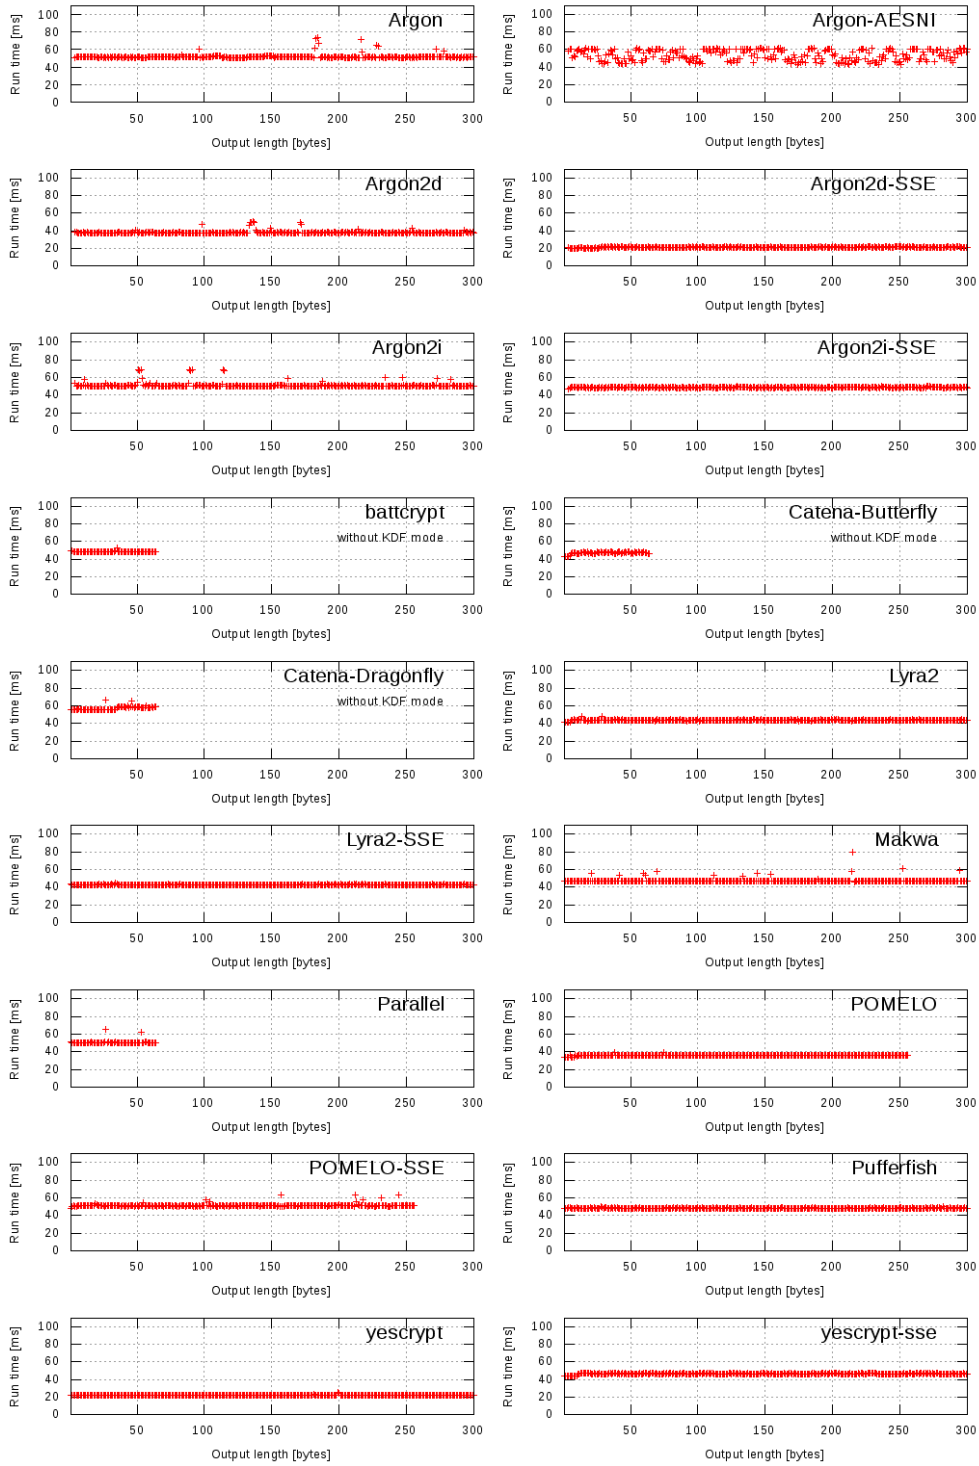 Argon
Run time [ms]
100
80
60
40
20
0
50 100 150 200 250 300
Output length [bytes]
Argon-AESNI
Run time [ms]
100
80
60
40
20
0
50 100 150 200 250 300
Output length [bytes]
Argon2d
Run time [ms]
100
80
60
40
20
0
50 100 150 200 250 300
Output length [bytes]
Argon2d-SSE
Run time [ms]
100
80
60
40
20
0
50 100 150 200 250 300
Output length [bytes]
Argon2i
Run time [ms]
100
80
60
40
20
0
50 100 150 200 250 300
Output length [bytes]
Argon2i-SSE
Run time [ms]
100
80
60
40
20
0
50 100 150 200 250 300
Output length [bytes]
battcrypt
without KDF mode
Run time [ms]
100
80
60
40
20
0
50 100 150 200 250 300
Output length [bytes]
Catena-Butterfly
without KDF mode
Run time [ms]
100
80
60
40
20
0
50 100 150 200 250 300
Output length [bytes]
Catena-Dragonfly
without KDF mode
Run time [ms]
100
80
60
40
20
0
50 100 150 200 250 300
Output length [bytes]
Lyra2
Run time [ms]
100
80
60
40
20
0
50 100 150 200 250 300
Output length [bytes]
Lyra2-SSE
Run time [ms]
100
80
60
40
20
0
50 100 150 200 250 300
Output length [bytes]
Makwa
Run time [ms]
100
80
60
40
20
0
50 100 150 200 250 300
Output length [bytes]
Parallel
Run time [ms]
100
80
60
40
20
0
50 100 150 200 250 300
Output length [bytes]
POMELO
Run time [ms]
100
80
60
40
20
0
50 100 150 200 250 300
Output length [bytes]
POMELO-SSE
Run time [ms]
100
80
60
40
20
0
50 100 150 200 250 300
Output length [bytes]
Pufferfish
Run time [ms]
100
80
60
40
20
0
50 100 150 200 250 300
Output length [bytes]
yescrypt
Run time [ms]
100
80
60
40
20
0
50 100 150 200 250 300
Output length [bytes]
yescrypt-sse
Run time [ms]
100
80
60
40
20
0
50 100 150 200 250 300
Output length [bytes]